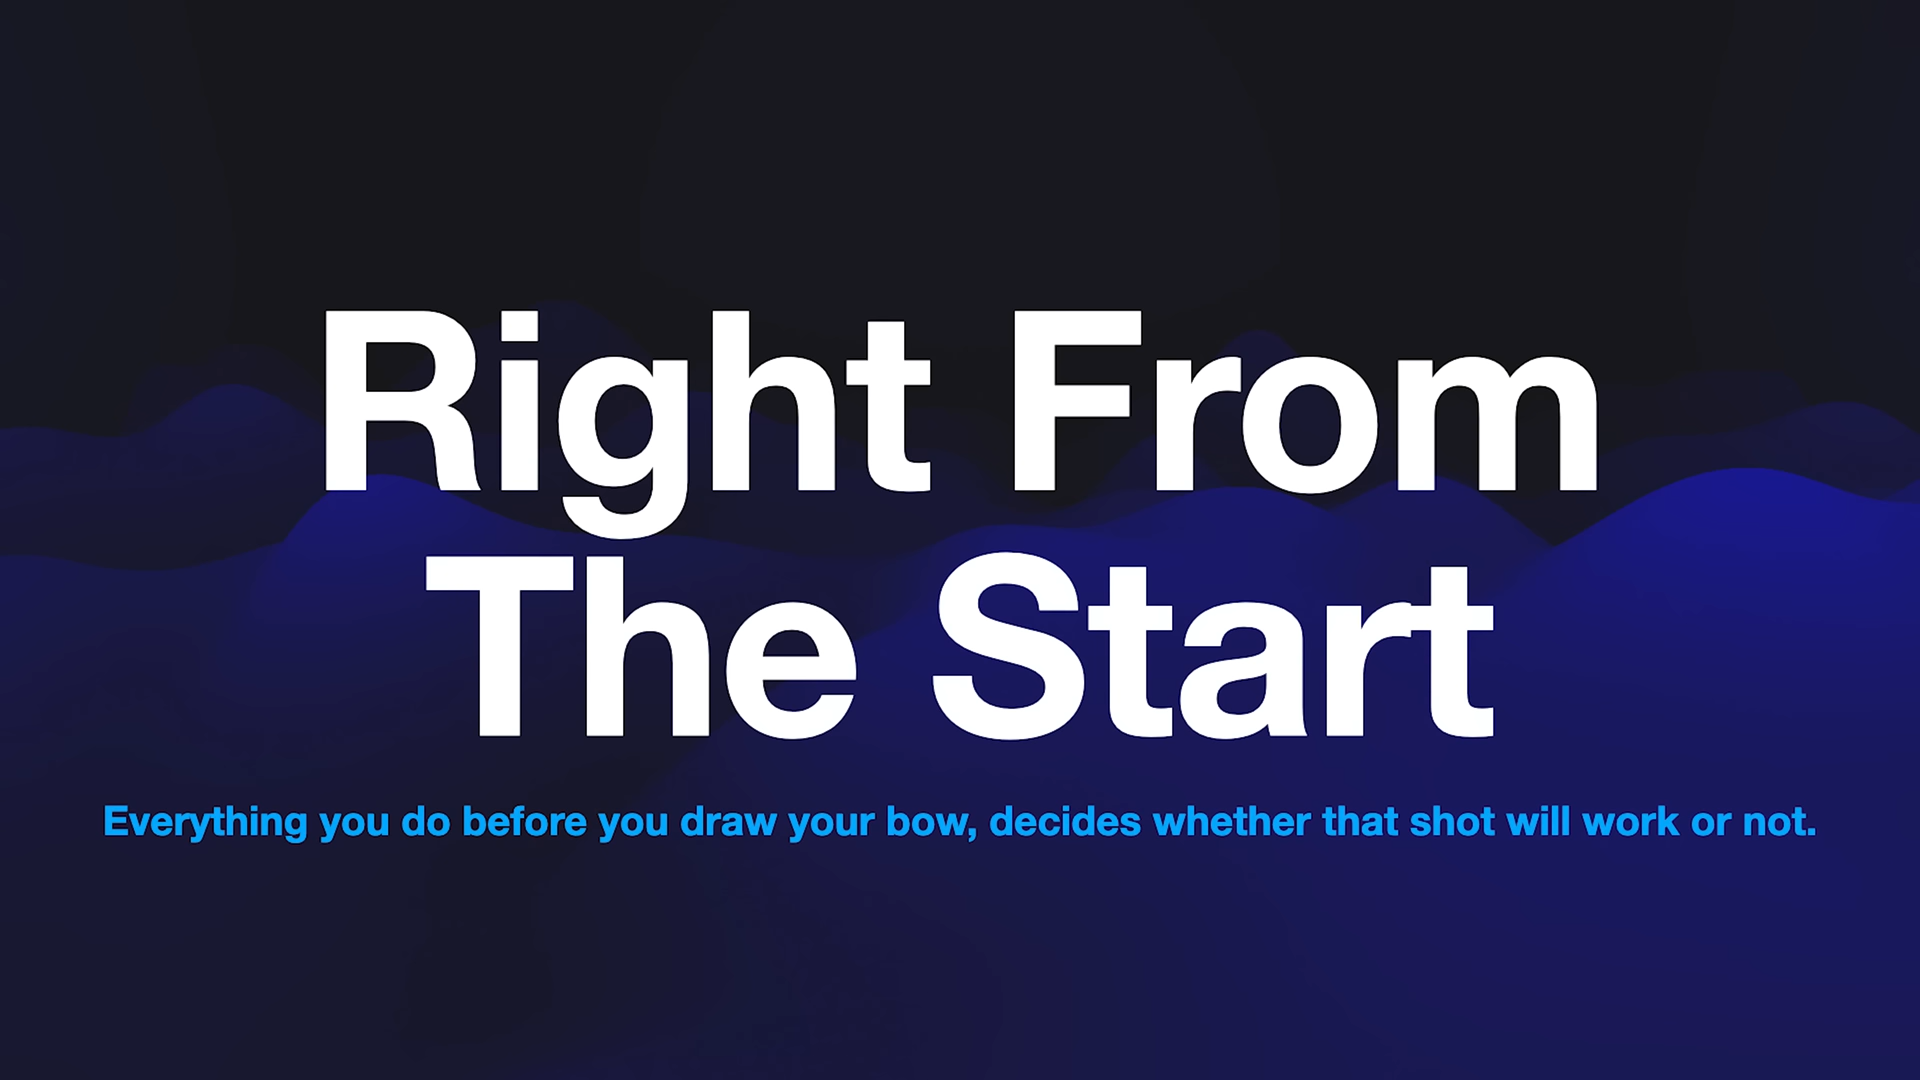 Right From
The Start
Everything you do before you draw your bow, decides whether that shot will work or not.